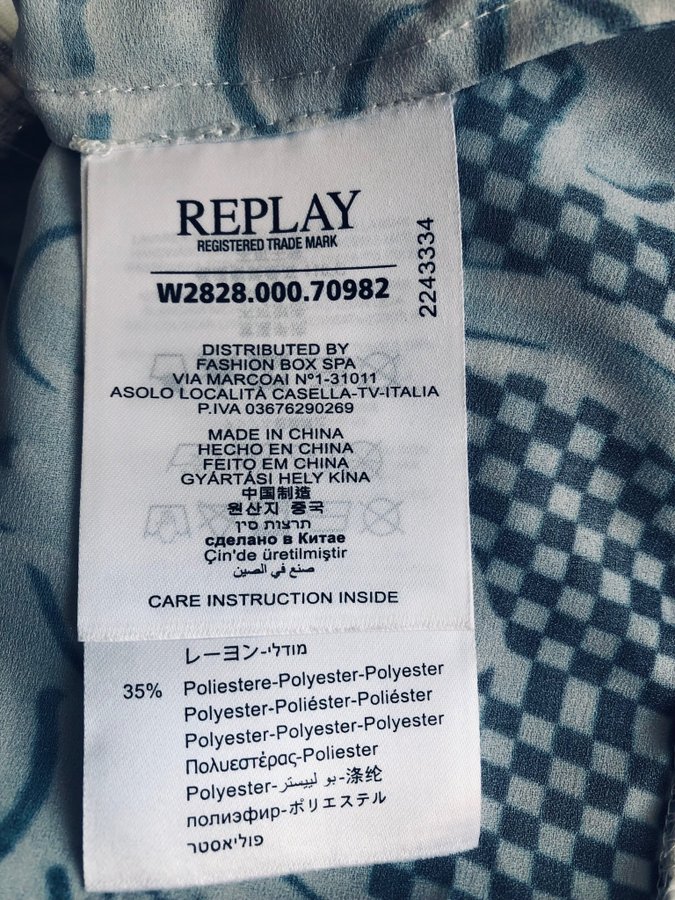 REPLAY
REGISTERED TRADE MARK
W2828.000.70982
2243334
DISTRIBUTED BY
FASHION BOX SPA
VIA MARCOAI Nº1-31011
ASOLO LOCALITÀ CASELLA-TV-ITALIA
P.IVA 03676290269
MADE IN CHINA
HECHO EN CHINA
FEITO EM CHINA
GYÁRTÁSI HELY KÍNA
中国制造
원산지 중국
תרצות סין
сделано в Китае
Çin'de üretilmiştir
صنع في الصين
CARE INSTRUCTION INSIDE
レーヨン-מודלי
35% Poliestere-Polyester-Polyester
Polyester-Poliéster-Poliéster
Polyester-Polyester-Polyester
Πολυεστέρας-Poliester
Polyester-بو لييستر-涤纶
полиэфир-ポリエステル
פוליאסטר